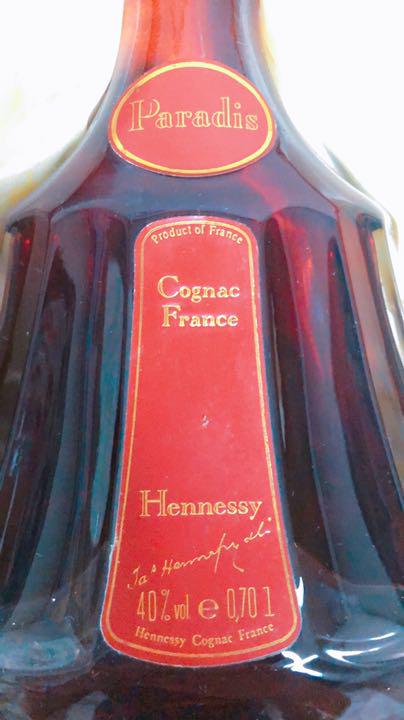 Paradis
Product of France
Cognac
France
Hennessy
Jas Hennessy & Co
40%vol e 0,70 l
Hennessy Cognac France